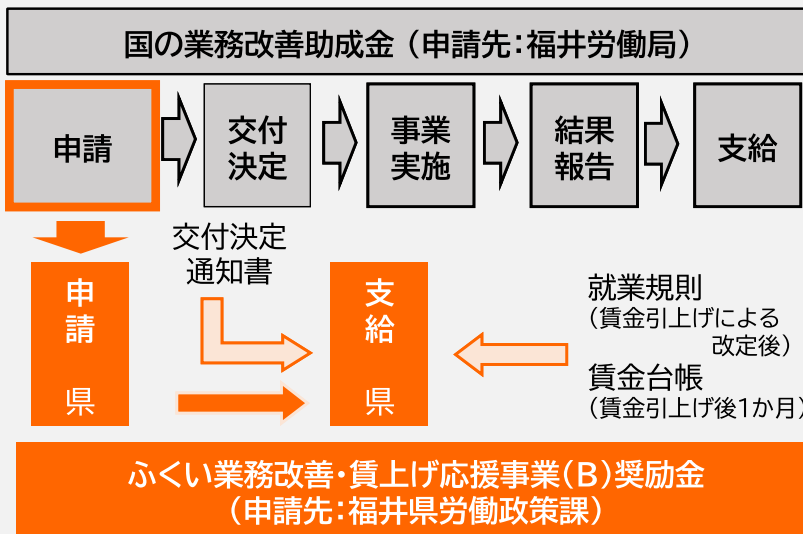 国の業務改善助成金（申請先：福井労働局）
申請
交付
決定
事業
実施
結果
報告
支給
交付決定
通知書
申請　県
支給　県
就業規則
（賃金引上げによる
改定後）
賃金台帳
（賃金引上げ後1か月）
ふくい業務改善・賃上げ応援事業（B）奨励金
（申請先：福井県労働政策課）